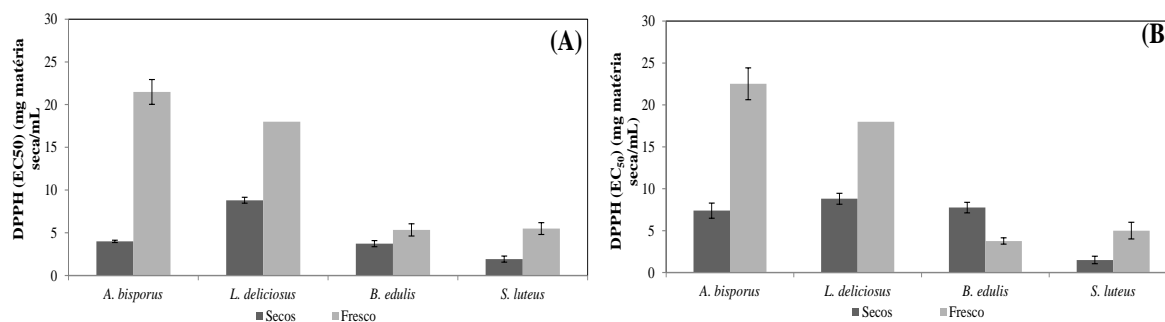 DPPH (EC50) (mg matéria
seca/mL
30
25
20
15
10
5
0
(A)
A. bisporus
L. deliciosus
B. edulis
S. luteus
Secos
Fresco
DPPH (EC₅₀) (mg matéria
seca/mL)
30
25
20
15
10
5
0
(B)
A. bisporus
L. deliciosus
B. edulis
S. luteus
Secos
Fresco